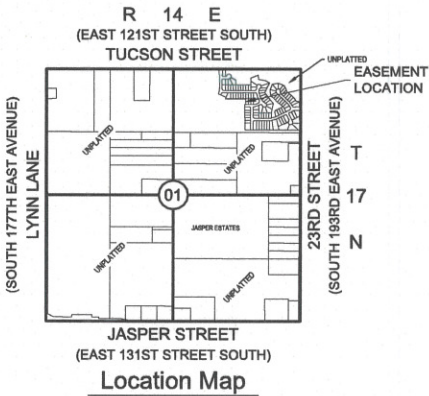 R 14 E
(EAST 121ST STREET SOUTH)
TUCSON STREET
UNPLATTED
EASEMENT
LOCATION
(SOUTH 177TH EAST AVENUE)
LYNN LANE
UNPLATTED
UNPLATTED
23RD STREET
(SOUTH 193RD EAST AVENUE)
T
17
N
01
JASPER ESTATES
UNPLATTED
UNPLATTED
JASPER STREET
(EAST 131ST STREET SOUTH)
Location Map